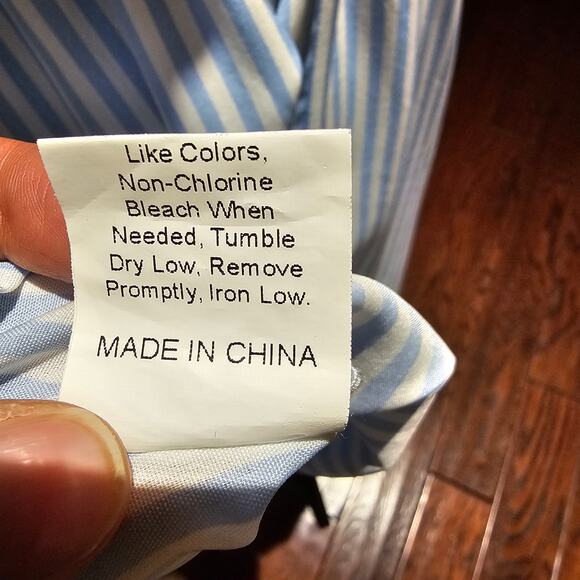 Like Colors,
Non-Chlorine
Bleach When
Needed, Tumble
Dry Low, Remove
Promptly, Iron Low.
MADE IN CHINA